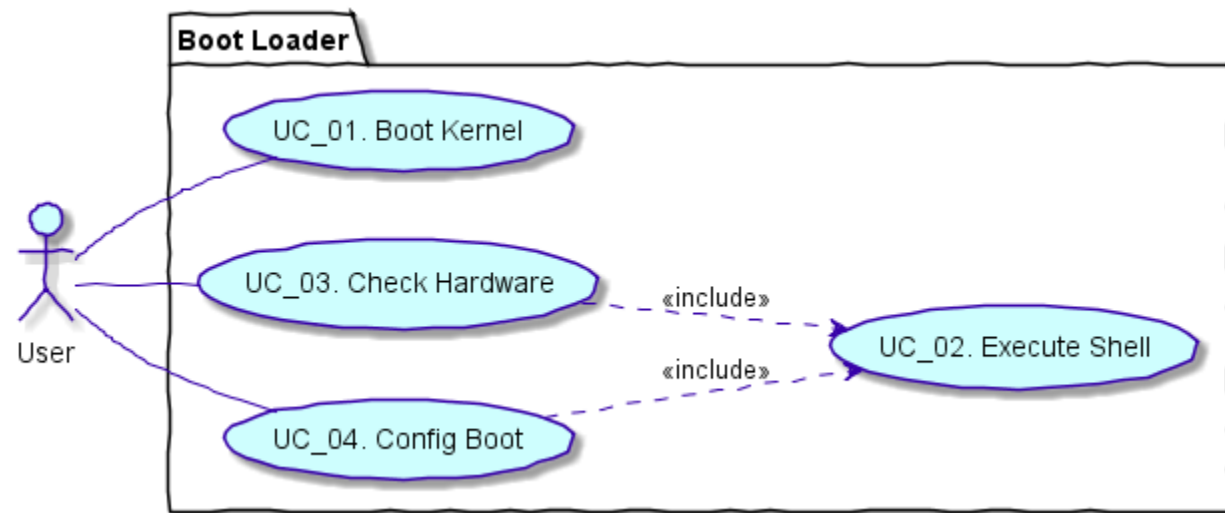 Boot Loader
UC_01. Boot Kernel
UC_03. Check Hardware
«include»
UC_02. Execute Shell
User
«include»
UC_04. Config Boot